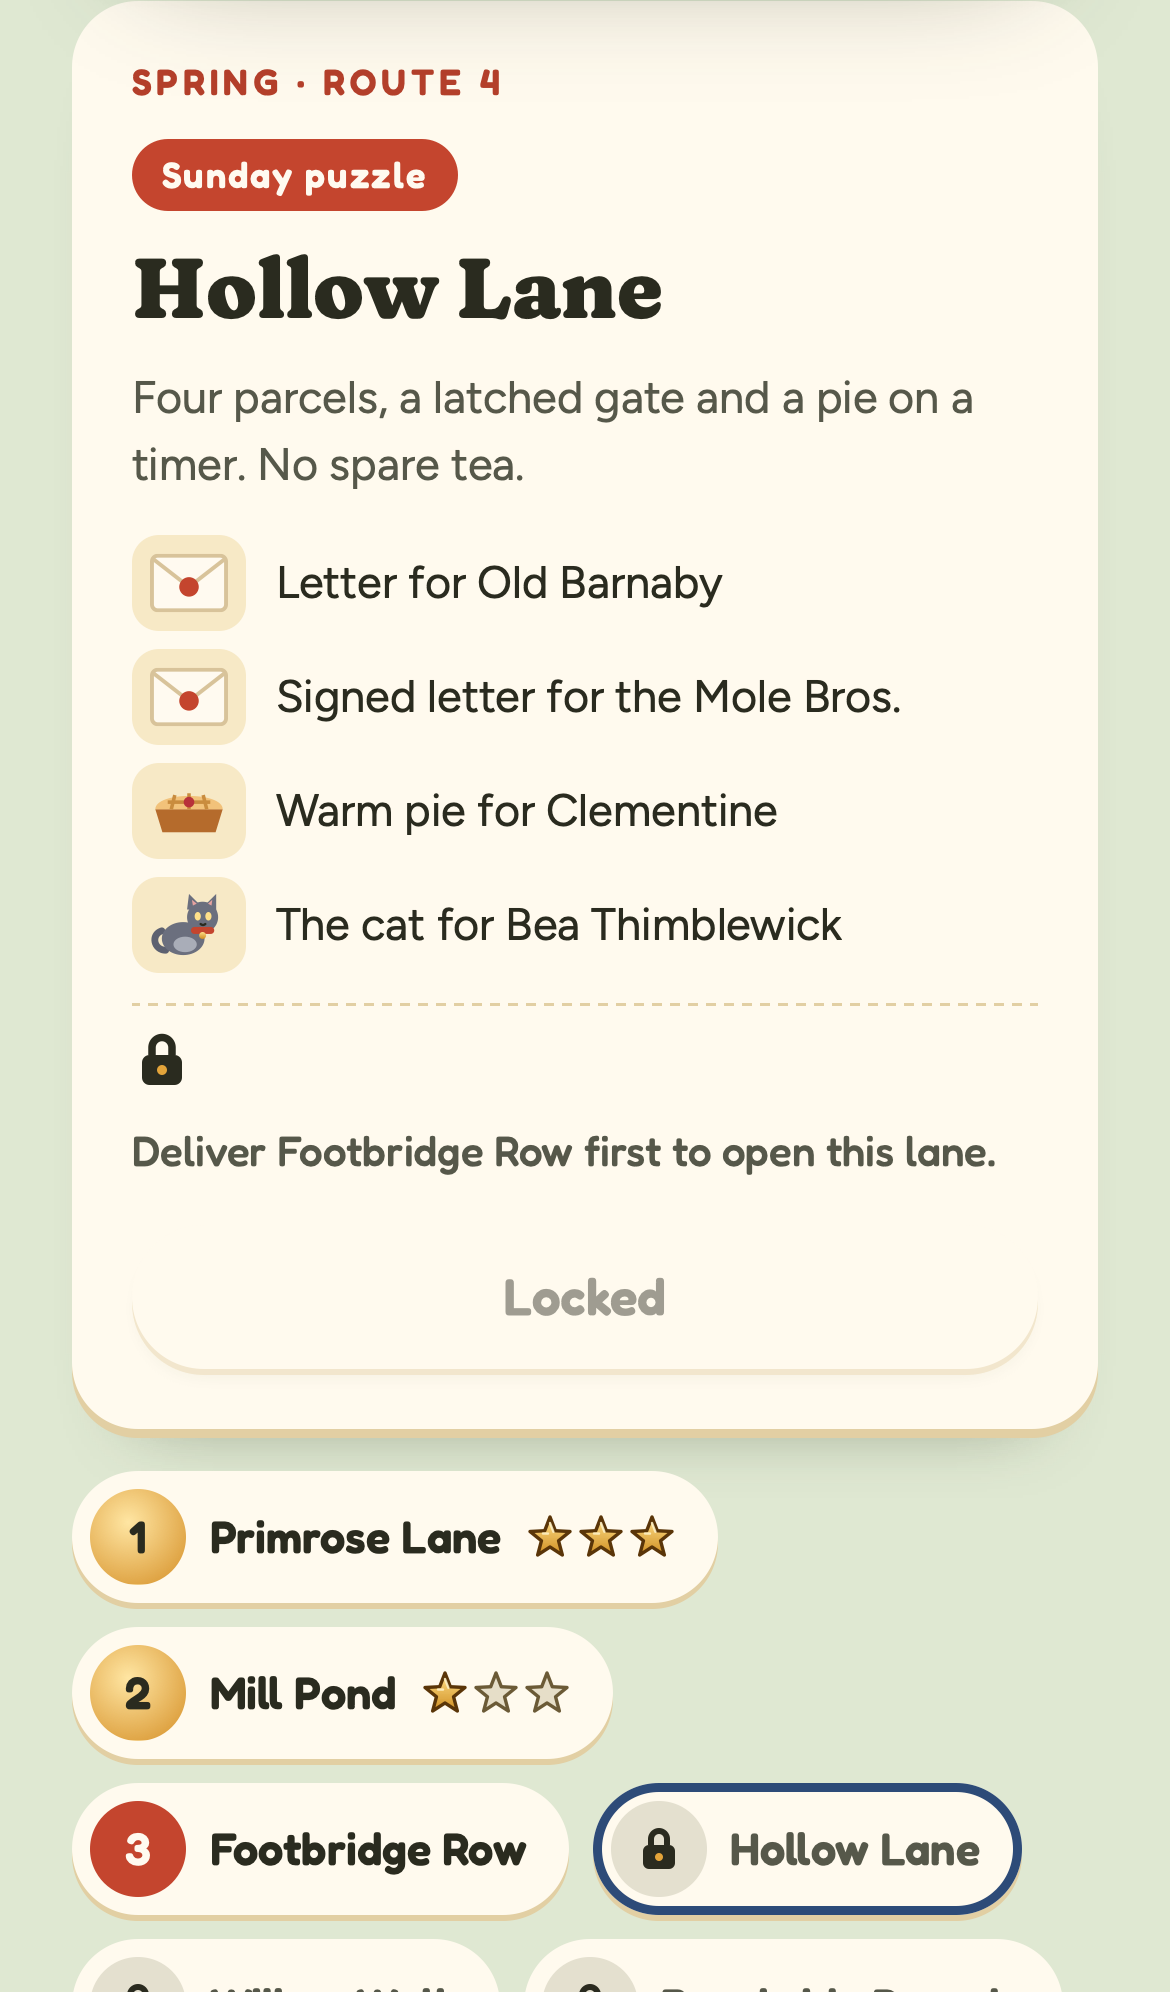 SPRING · ROUTE 4
Sunday puzzle
Hollow Lane
Four parcels, a latched gate and a pie on a
timer. No spare tea.
Letter for Old Barnaby
Signed letter for the Mole Bros.
Warm pie for Clementine
The cat for Bea Thimblewick
Deliver Footbridge Row first to open this lane.
Locked
1 Primrose Lane
2 Mill Pond
3 Footbridge Row
Hollow Lane